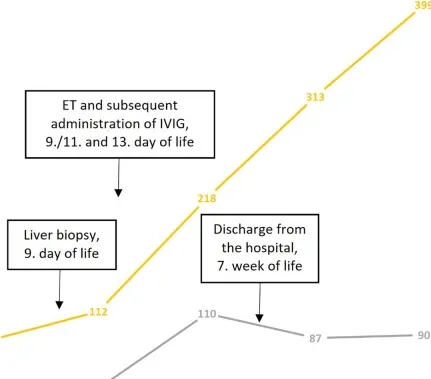 399
313
ET and subsequent
administration of IVIG,
9./11. and 13. day of life
218
Liver biopsy,
9. day of life
Discharge from
the hospital,
7. week of life
112
110
87
90